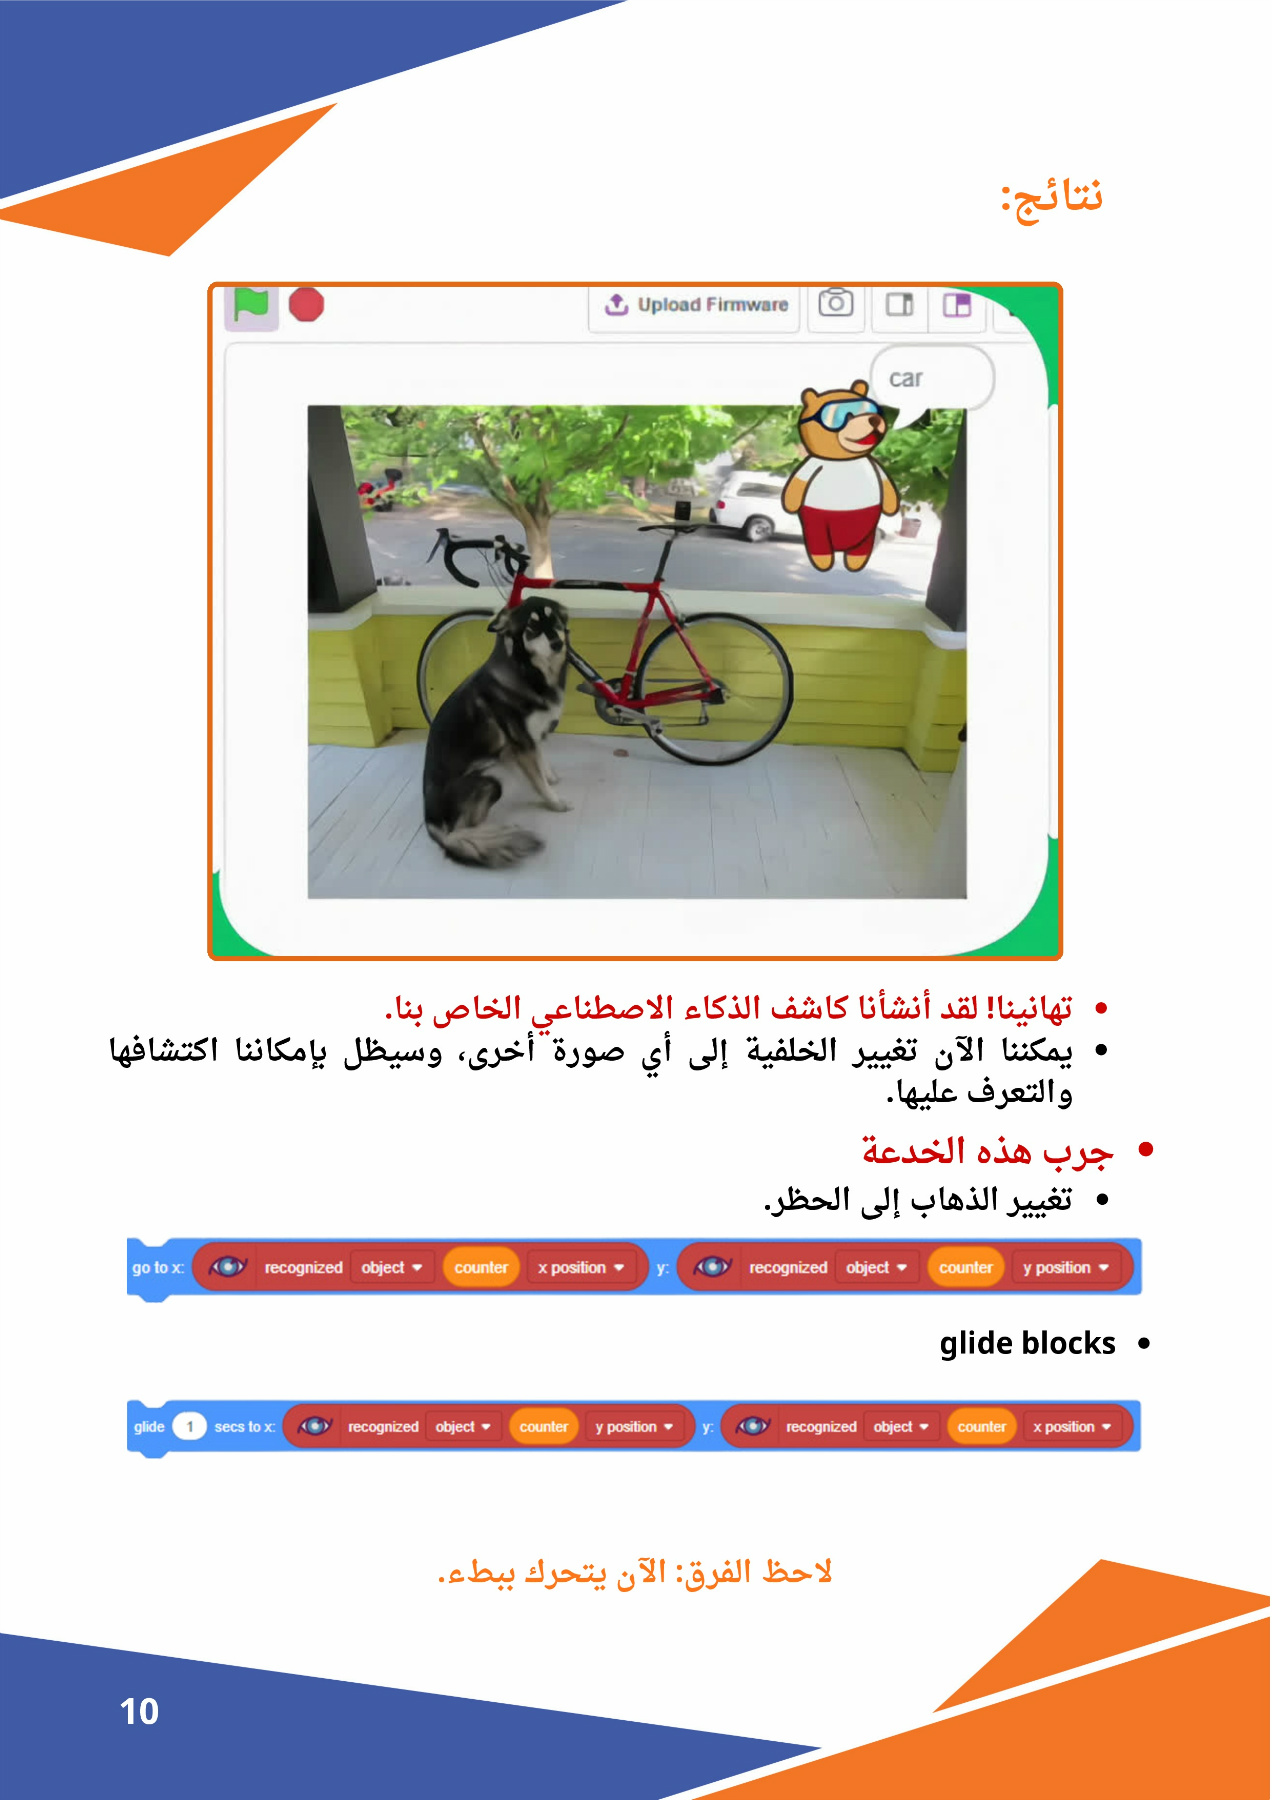 نتائج:
Upload Firmware
car
تهانينا! لقد أنشأنا كاشف الذكاء الاصطناعي الخاص بنا.
يمكننا الآن تغيير الخلفية إلى أي صورة أخرى، وسيظل بإمكاننا اكتشافها
والتعرف عليها.
جرب هذه الخدعة
تغيير الذهاب إلى الحظر.
go to x: recognized object counter x position y: recognized object counter y position
glide blocks
glide 1 secs to x: recognized object counter y position y: recognized object counter x position
لاحظ الفرق: الآن يتحرك ببطء.
10